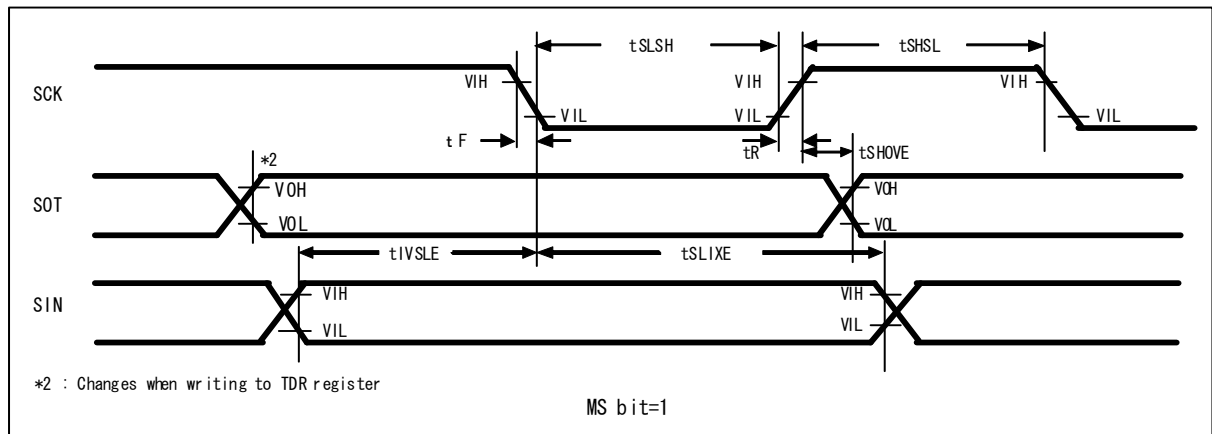 tSLSH
tSHSL
SCK
VIH
VIL
VIH
VIL
VIH
VIL
tF
tR
tSHOVE
*2
SOT
VOH
VOL
VOH
VOL
tIVSLE
tSLIXE
SIN
VIH
VIL
VIH
VIL
*2 : Changes when writing to TDR register
MS bit=1